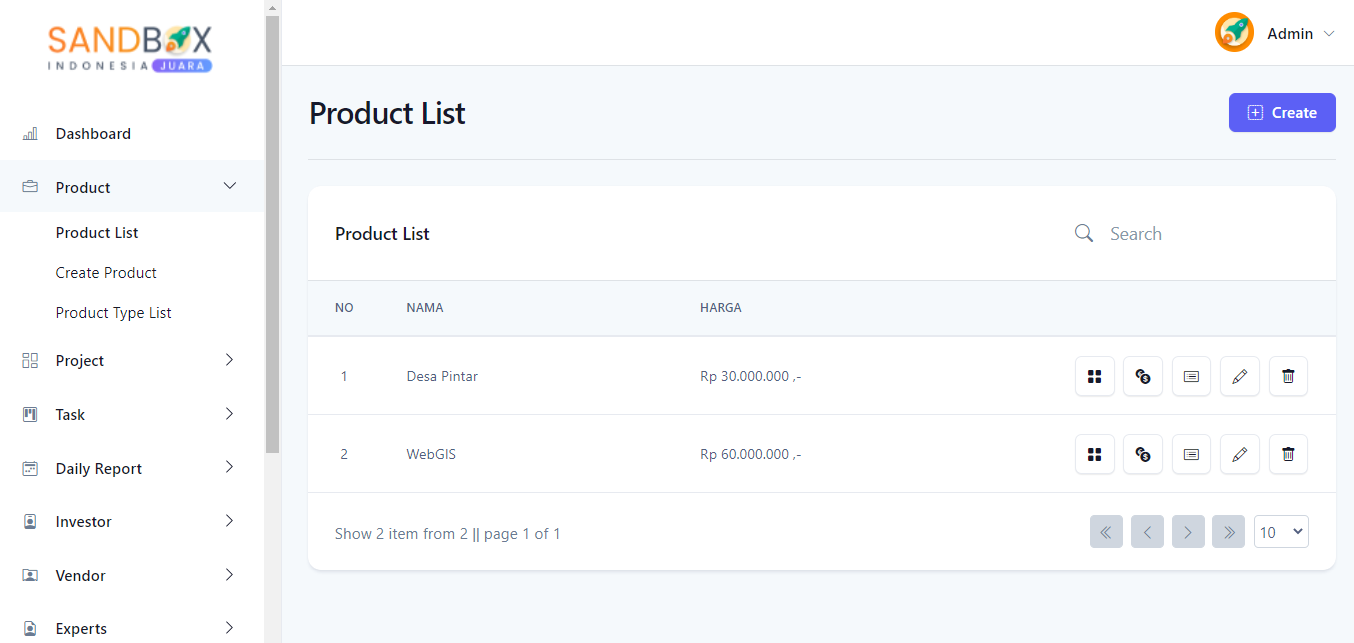 SANDBOX
INDONESIA JUARA
Admin
Dashboard
Product
Product List
Create Product
Product Type List
Project
Task
Daily Report
Investor
Vendor
Experts
Product List
Create
Product List
Search
NO NAMA HARGA
1 Desa Pintar Rp 30.000.000 ,-
2 WebGIS Rp 60.000.000 ,-
Show 2 item from 2 || page 1 of 1
10